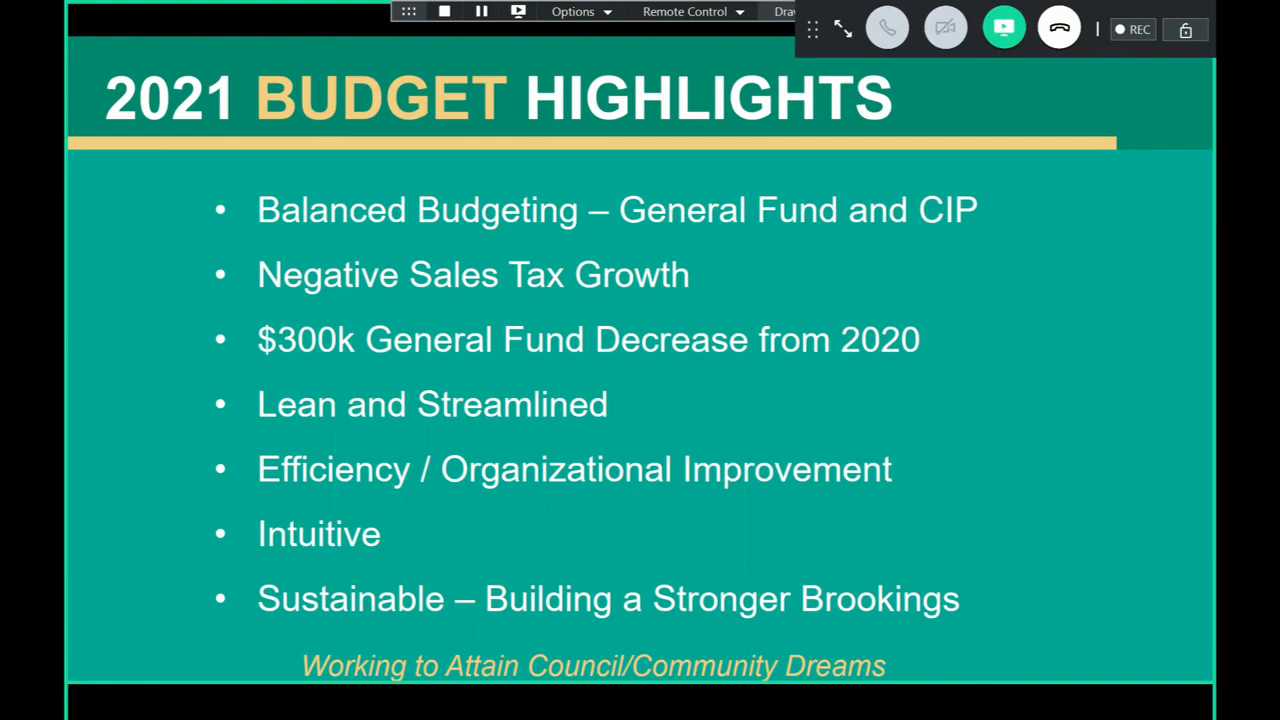 Options
Remote Control
REC
2021 BUDGET HIGHLIGHTS
• Balanced Budgeting – General Fund and CIP
• Negative Sales Tax Growth
• $300k General Fund Decrease from 2020
• Lean and Streamlined
• Efficiency / Organizational Improvement
• Intuitive
• Sustainable – Building a Stronger Brookings
Working to Attain Council/Community Dreams